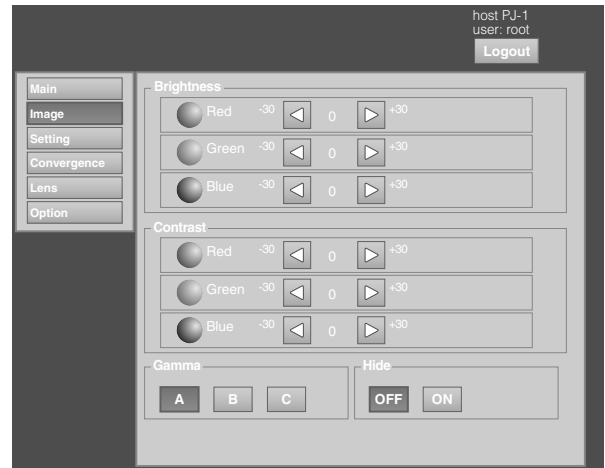 host PJ-1
user: root
Logout
Main
Image
Setting
Convergence
Lens
Option
Brightness
Red -30 0 +30
Green -30 0 +30
Blue -30 0 +30
Contrast
Red -30 0 +30
Green -30 0 +30
Blue -30 0 +30
Gamma Hide
A B C OFF ON